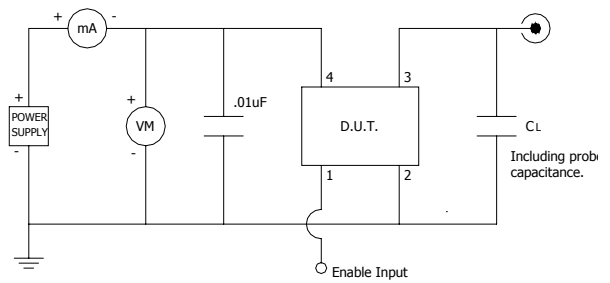 + mA -
+
POWER
SUPPLY
-
+
VM
-
.01uF
4 3
D.U.T.
1 2
CL
Including probe
capacitance.
Enable Input